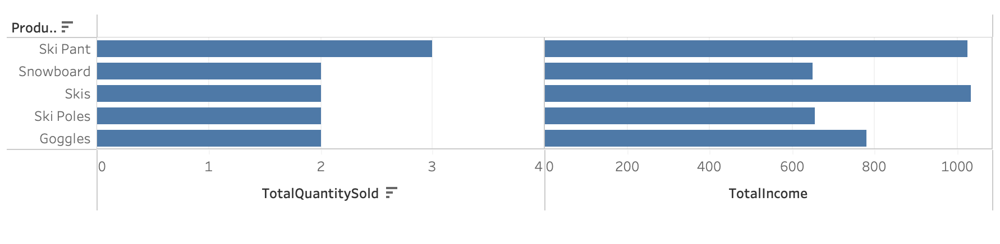 Produ..
Ski Pant
Snowboard
Skis
Ski Poles
Goggles
0 1 2 3 4 0 200 400 600 800 1000
TotalQuantitySold TotalIncome